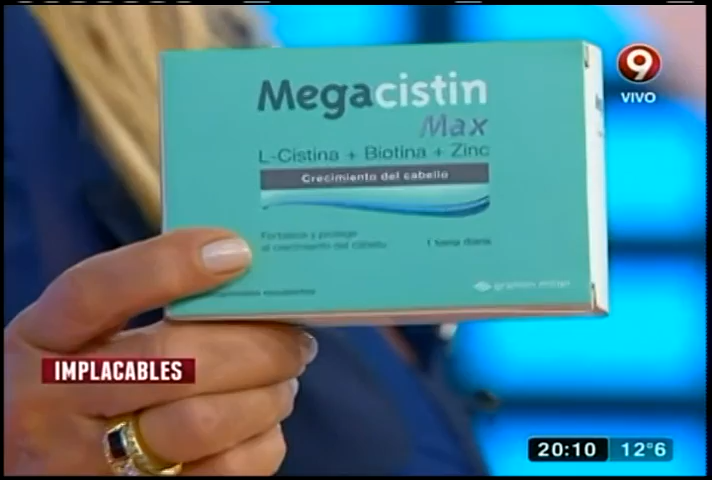 Megacistin
Max
L-Cistina + Biotina + Zinc
Crecimiento del cabello
Fortalece y protege
el crecimiento del cabello
1 toma diaria
9
VIVO
IMPLACABLES
20:10
12°6